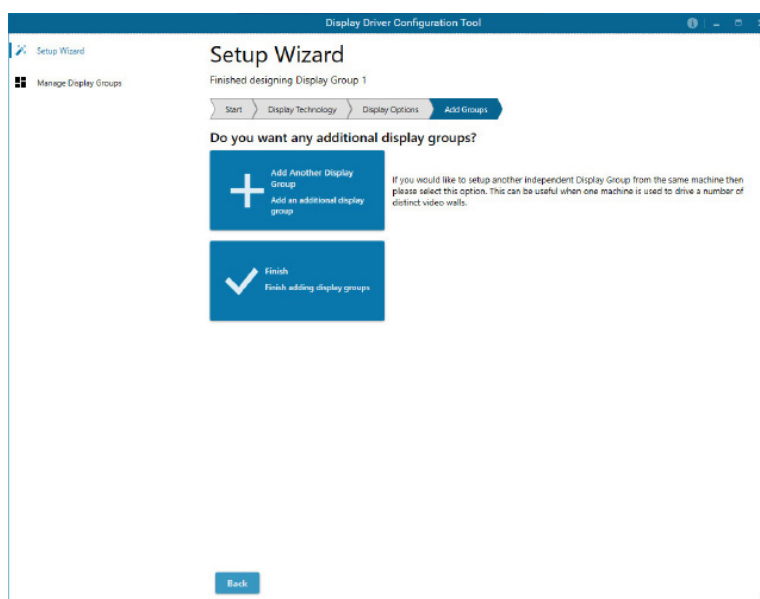 Display Driver Configuration Tool
Setup Wizard
Manage Display Groups
Setup Wizard
Finished designing Display Group 1
Start
Display Technology
Display Options
Add Groups
Do you want any additional display groups?
Add Another Display
Group
Add an additional display
group
If you would like to setup another independent Display Group from the same machine then
please select this option. This can be useful when one machine is used to drive a number of
distinct video walls.
Finish
Finish adding display groups
Back